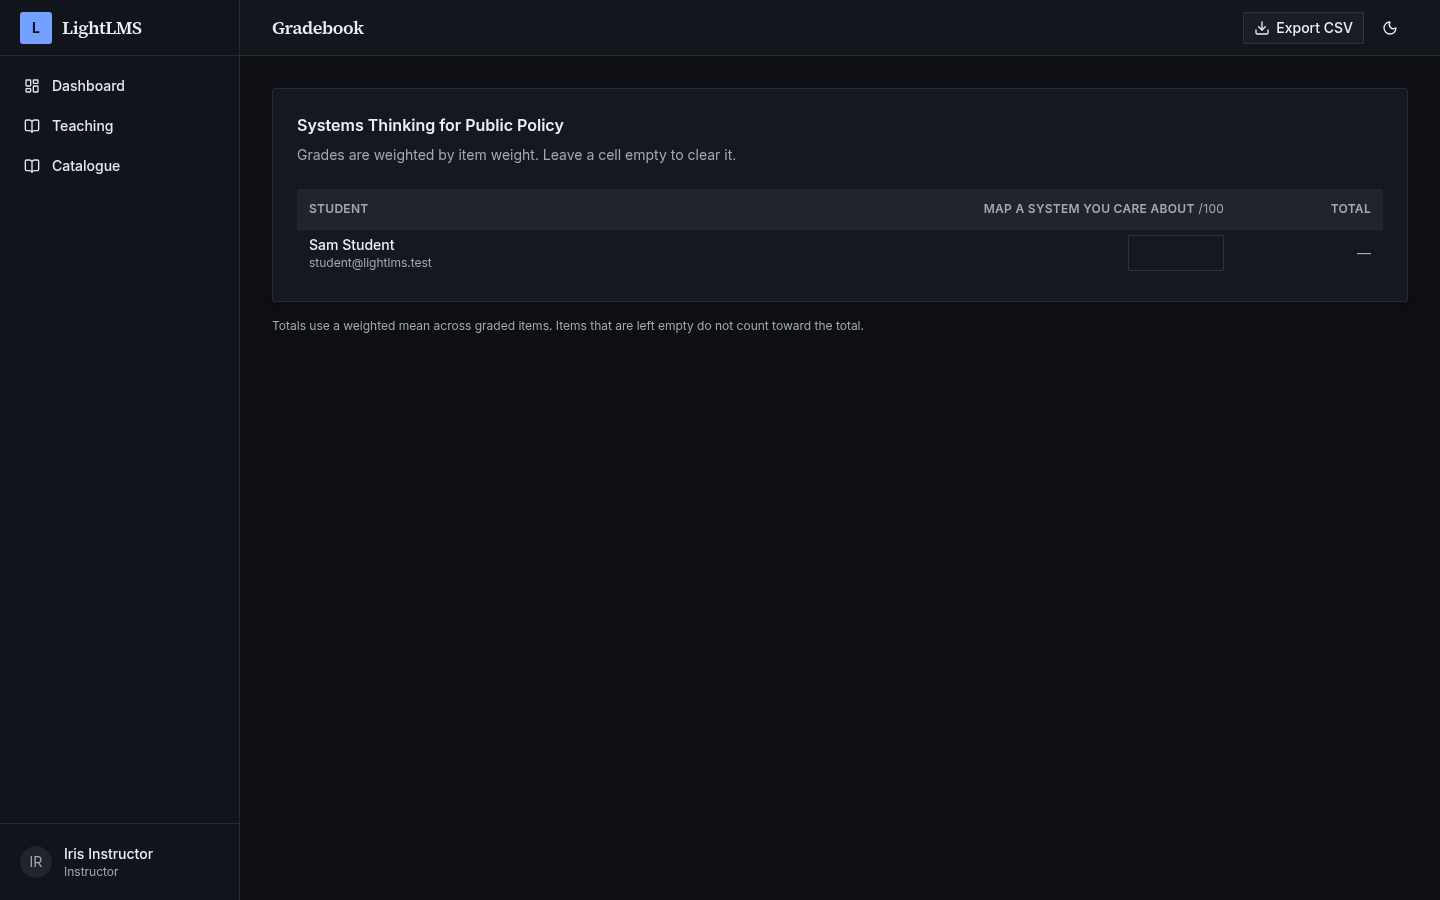 L LightLMS
Gradebook
Export CSV
Dashboard
Teaching
Catalogue
Systems Thinking for Public Policy
Grades are weighted by item weight. Leave a cell empty to clear it.
STUDENT MAP A SYSTEM YOU CARE ABOUT /100 TOTAL
Sam Student
student@lightlms.test
—
Totals use a weighted mean across graded items. Items that are left empty do not count toward the total.
IR
Iris Instructor
Instructor